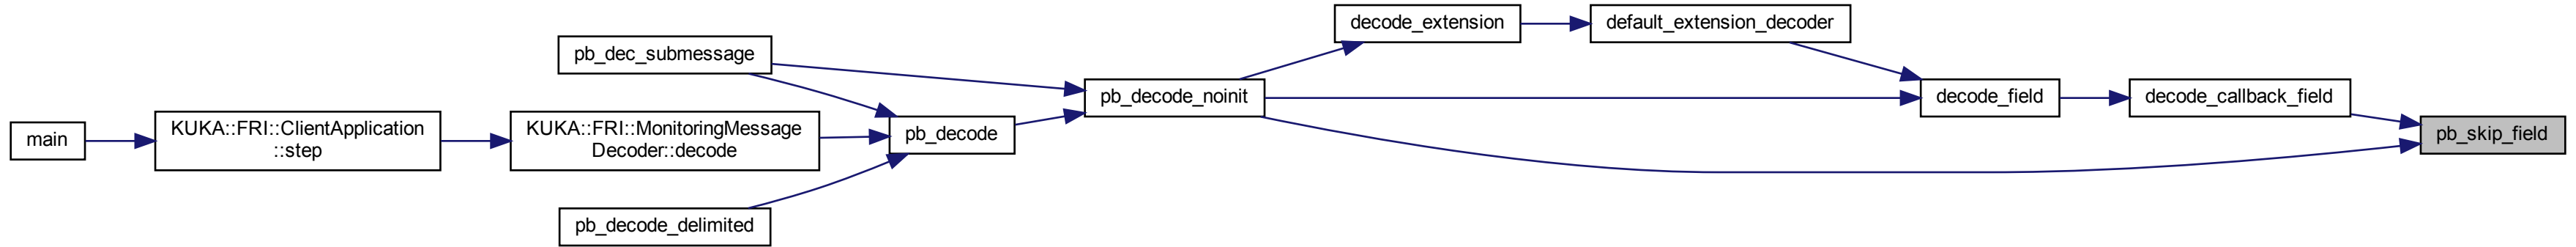 main
KUKA::FRI::ClientApplication
::step
KUKA::FRI::MonitoringMessage
Decoder::decode
pb_dec_submessage
pb_decode_delimited
pb_decode
pb_decode_noinit
decode_extension
default_extension_decoder
decode_field
decode_callback_field
pb_skip_field